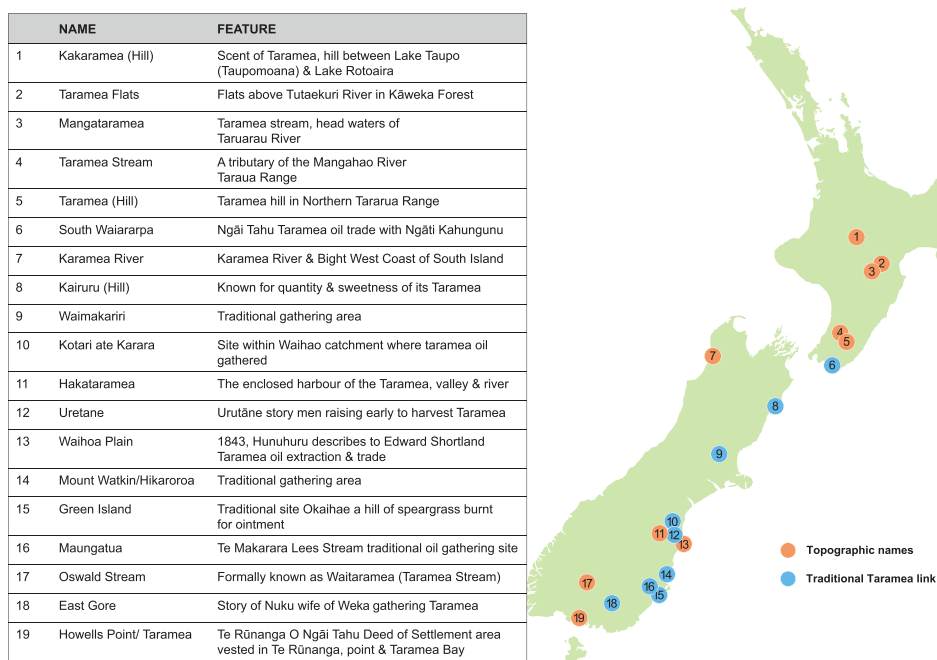 NAME FEATURE
1 Kakaramea (Hill) Scent of Taramea, hill between Lake Taupo
(Taupomoana) & Lake Rotoaira
2 Taramea Flats Flats above Tutaekuri River in Kāweka Forest
3 Mangataramea Taramea stream, head waters of
Taruarau River
4 Taramea Stream A tributary of the Mangahao River
Taraua Range
5 Taramea (Hill) Taramea hill in Northern Tararua Range
6 South Waiararpa Ngāi Tahu Taramea oil trade with Ngāti Kahungunu
7 Karamea River Karamea River & Bight West Coast of South Island
8 Kairuru (Hill) Known for quantity & sweetness of its Taramea
9 Waimakariri Traditional gathering area
10 Kotari ate Karara Site within Waihao catchment where taramea oil
gathered
11 Hakataramea The enclosed harbour of the Taramea, valley & river
12 Uretane Urutāne story men raising early to harvest Taramea
13 Waihoa Plain 1843, Hunuhuru describes to Edward Shortland
Taramea oil extraction & trade
14 Mount Watkin/Hikaroroa Traditional gathering area
15 Green Island Traditional site Okaihae a hill of speargrass burnt
for ointment
16 Maungatua Te Makarara Lees Stream traditional oil gathering site
17 Oswald Stream Formally known as Waitaramea (Taramea Stream)
18 East Gore Story of Nuku wife of Weka gathering Taramea
19 Howells Point/ Taramea Te Rūnanga O Ngāi Tahu Deed of Settlement area
vested in Te Rūnanga, point & Taramea Bay
1
2
3
4
5
6
7
8
9
10
11
12
13
14
15
16
17
18
19
Topographic names
Traditional Taramea link